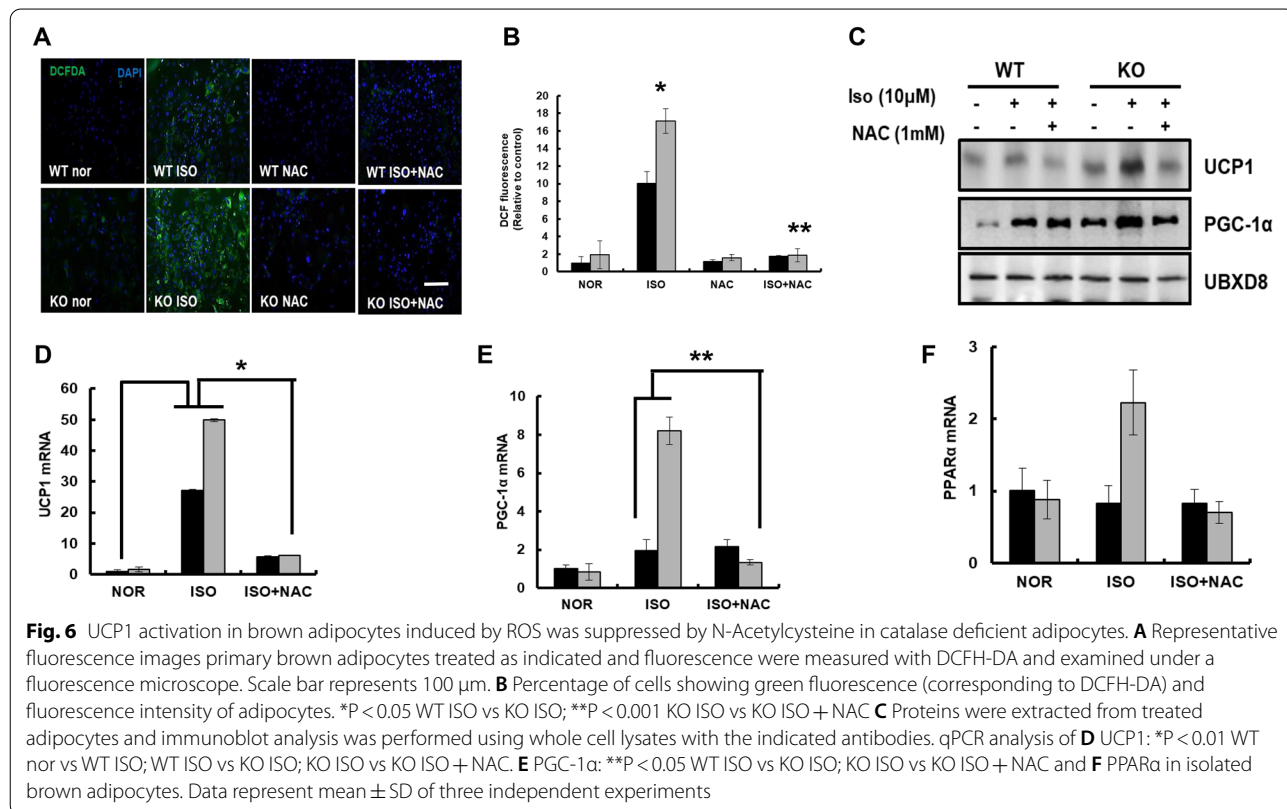 A
DCFDA DAPI
WT nor WT ISO WT NAC WT ISO+NAC
KO nor KO ISO KO NAC KO ISO+NAC
B
DCF fluorescence
(Relative to control)
20
18
16
14
12
10
8
6
4
2
0
*
**
NOR ISO NAC ISO+NAC
C
WT KO
Iso (10µM) - + + - + +
NAC (1mM) - - + - - +
UCP1
PGC-1α
UBXD8
D
UCP1 mRNA
60
50
40
30
20
10
0
*
NOR ISO ISO+NAC
E
PGC-1α mRNA
10
8
6
4
2
0
**
NOR ISO ISO+NAC
F
PPARα mRNA
3
2
1
0
NOR ISO ISO+NAC
Fig. 6 UCP1 activation in brown adipocytes induced by ROS was suppressed by N-Acetylcysteine in catalase deficient adipocytes. A Representative
fluorescence images primary brown adipocytes treated as indicated and fluorescence were measured with DCFH-DA and examined under a
fluorescence microscope. Scale bar represents 100 µm. B Percentage of cells showing green fluorescence (corresponding to DCFH-DA) and
fluorescence intensity of adipocytes. *P < 0.05 WT ISO vs KO ISO; **P < 0.001 KO ISO vs KO ISO + NAC C Proteins were extracted from treated
adipocytes and immunoblot analysis was performed using whole cell lysates with the indicated antibodies. qPCR analysis of D UCP1: *P < 0.01 WT
nor vs WT ISO; WT ISO vs KO ISO; KO ISO vs KO ISO + NAC. E PGC-1α: **P < 0.05 WT ISO vs KO ISO; KO ISO vs KO ISO + NAC and F PPARα in isolated
brown adipocytes. Data represent mean ± SD of three independent experiments